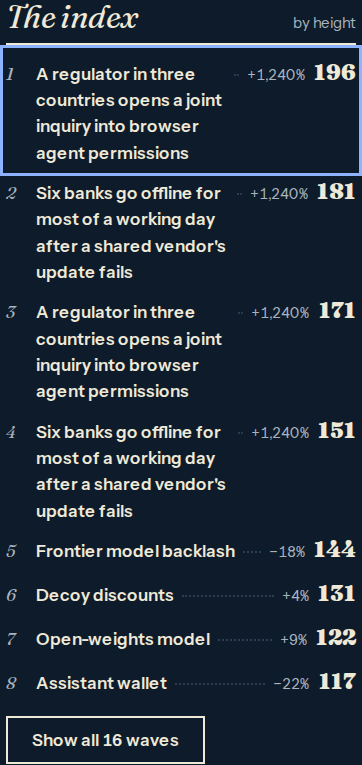 The index
by height
1 A regulator in three +1,240% 196
countries opens a joint
inquiry into browser
agent permissions
2 Six banks go offline for +1,240% 181
most of a working day
after a shared vendor's
update fails
3 A regulator in three +1,240% 171
countries opens a joint
inquiry into browser
agent permissions
4 Six banks go offline for +1,240% 151
most of a working day
after a shared vendor's
update fails
5 Frontier model backlash −18% 144
6 Decoy discounts +4% 131
7 Open-weights model +9% 122
8 Assistant wallet −22% 117
Show all 16 waves